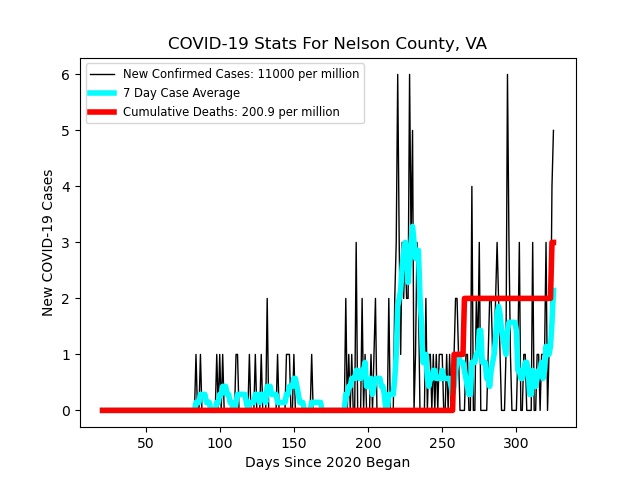 COVID-19 Stats For Nelson County, VA
New Confirmed Cases: 11000 per million
7 Day Case Average
Cumulative Deaths: 200.9 per million
New COVID-19 Cases
6
5
4
3
2
1
0
50 100 150 200 250 300
Days Since 2020 Began